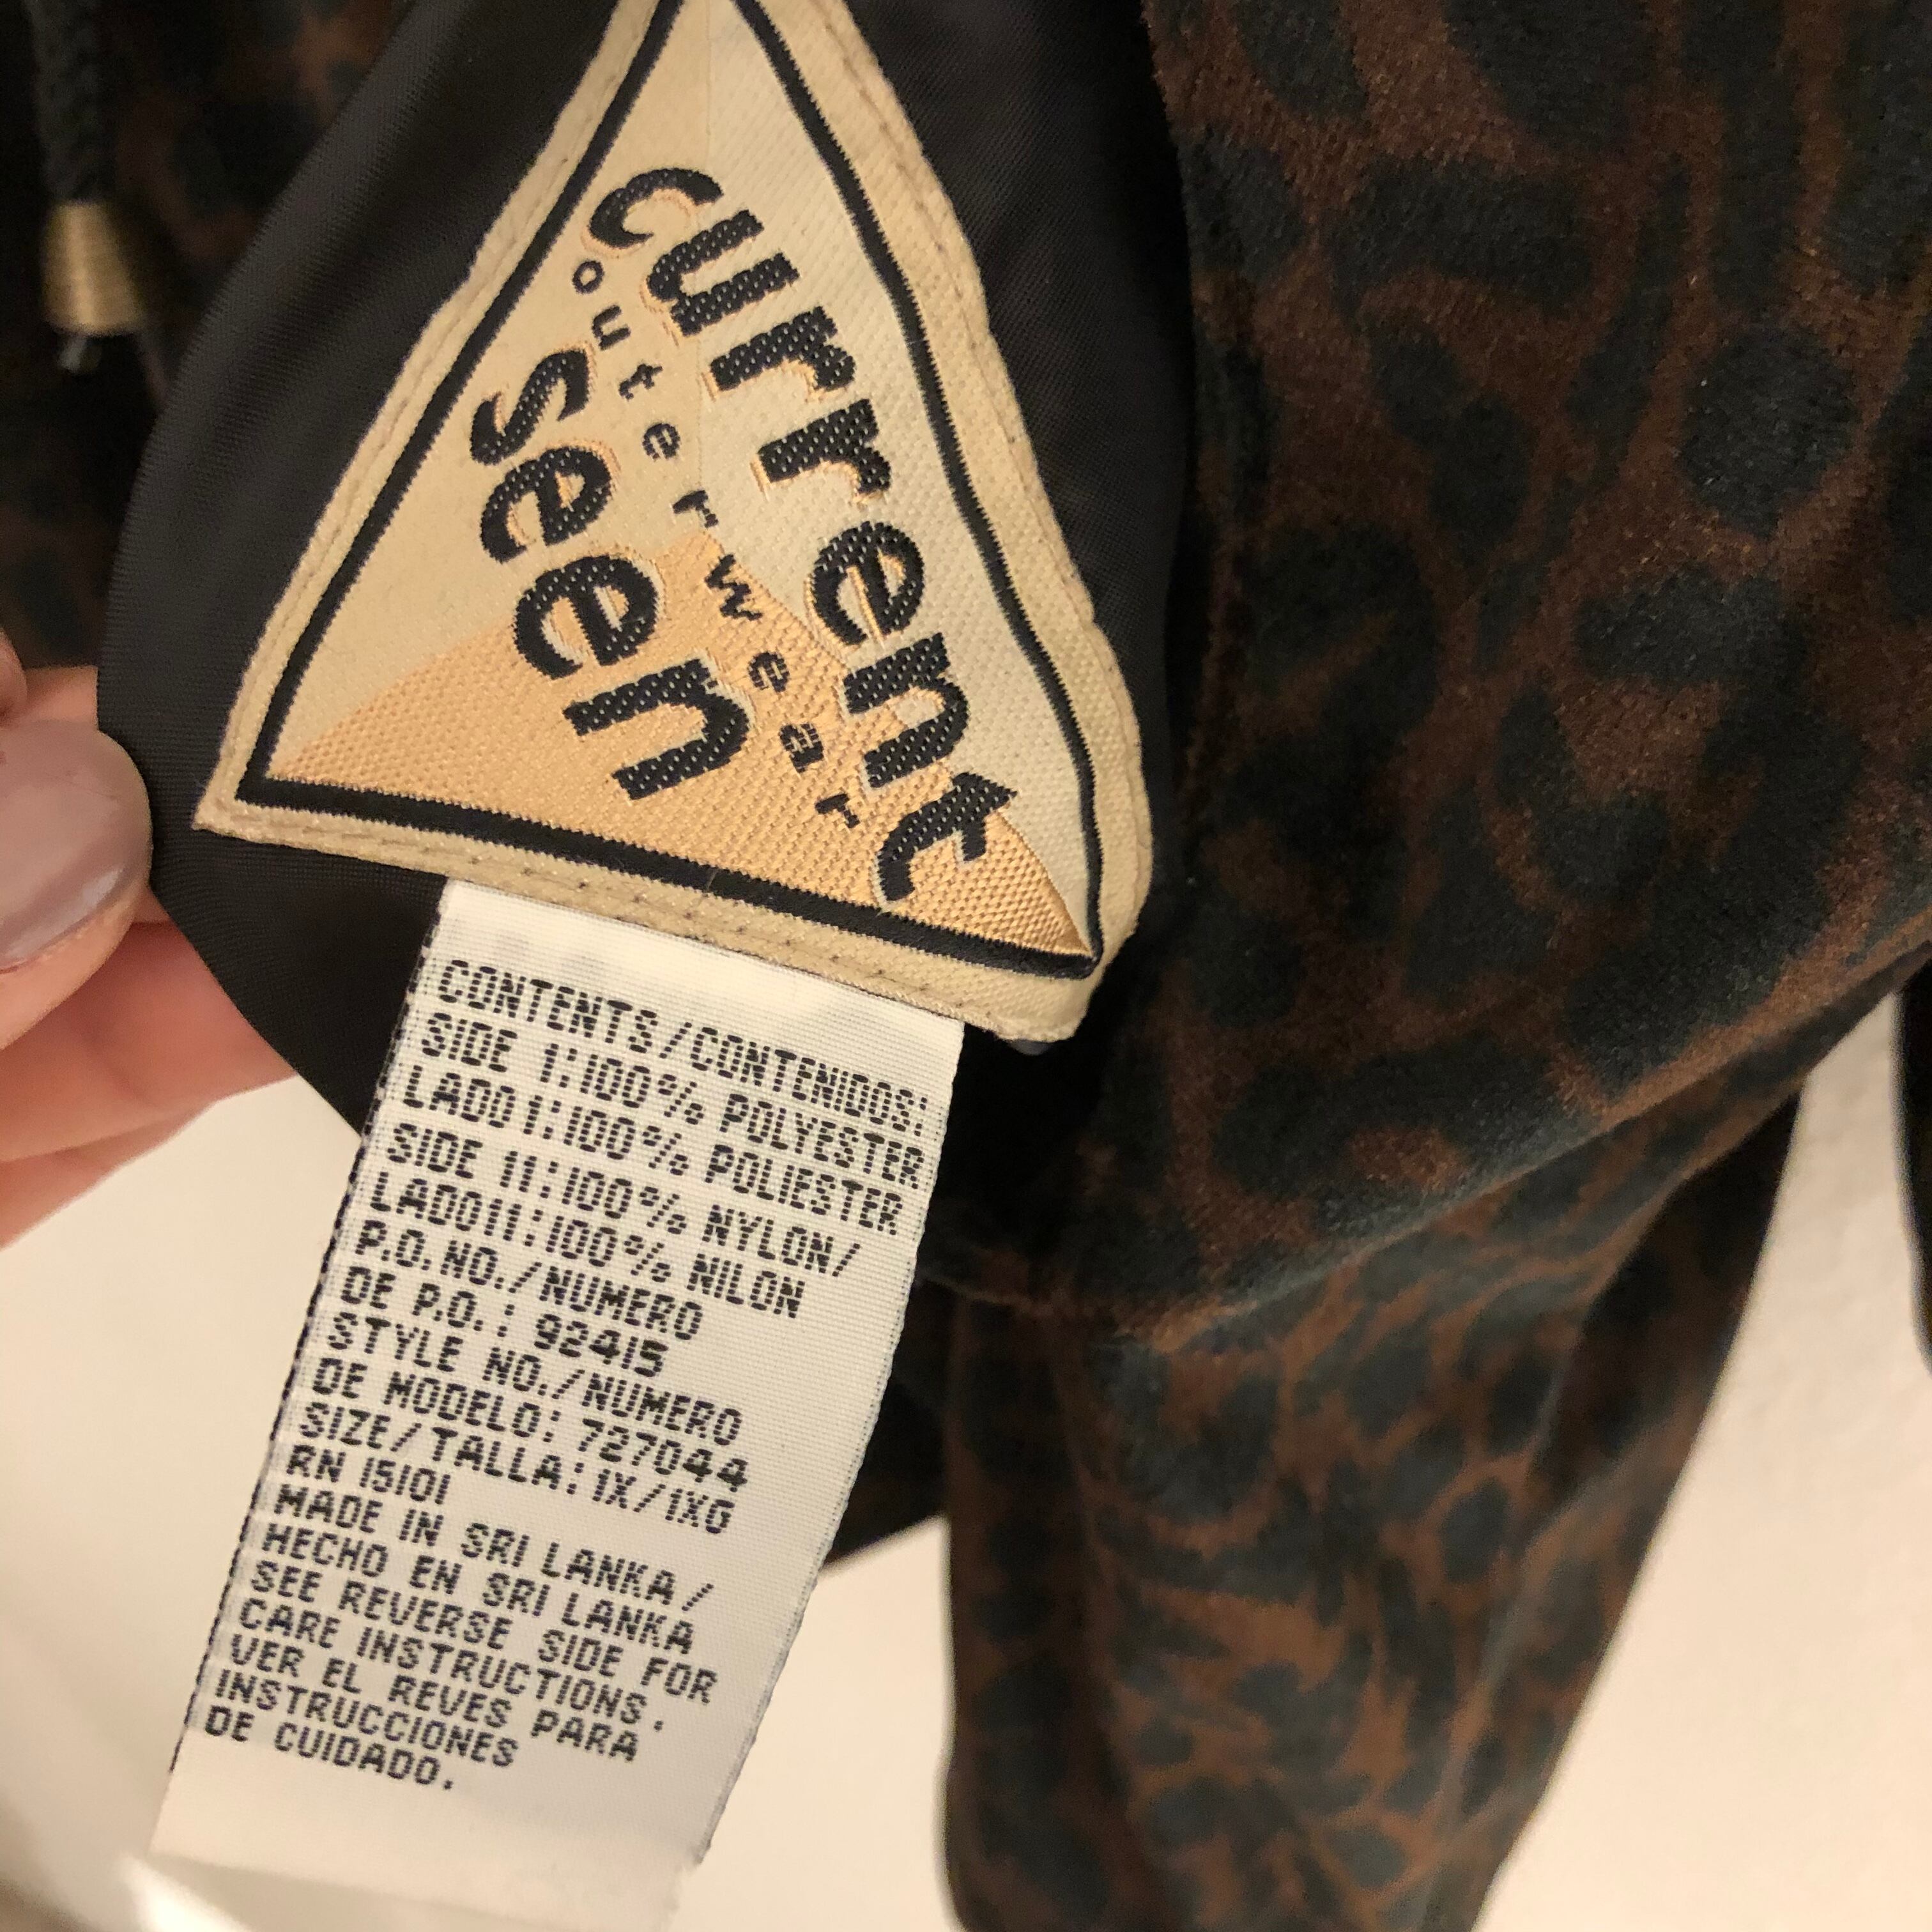 current
outerwear
seen
CONTENTS/CONTENIDOS:
SIDE 1:100% POLYESTER
LADO1:100% POLIESTER
SIDE 11:100% NYLON/
LADO11:100% NILON
P.O.NO./NUMERO
DE P.O.: 92415
STYLE NO./NUMERO
DE MODELO: 727044
SIZE/TALLA: 1X/1XG
RN 15101
MADE IN SRI LANKA/
HECHO EN SRI LANKA
SEE REVERSE SIDE FOR
CARE INSTRUCTIONS.
VER EL REVES PARA
INSTRUCCIONES
DE CUIDADO.